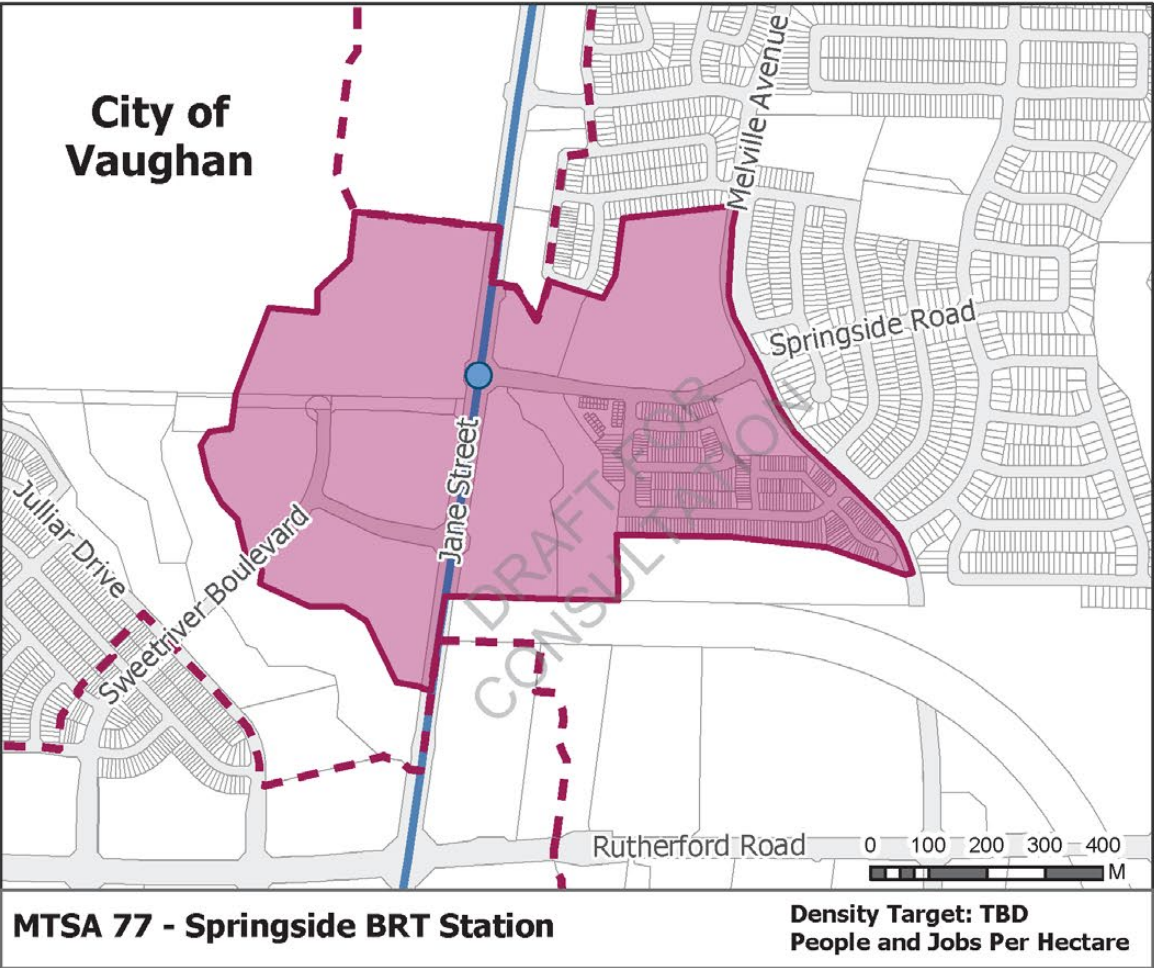 City of
Vaughan
Melville Avenue
Springside Road
Jane Street
Julliar Drive
Sweetriver Boulevard
DRAFT FOR
CONSULTATION
Rutherford Road
0 100 200 300 400
M
MTSA 77 - Springside BRT Station
Density Target: TBD
People and Jobs Per Hectare